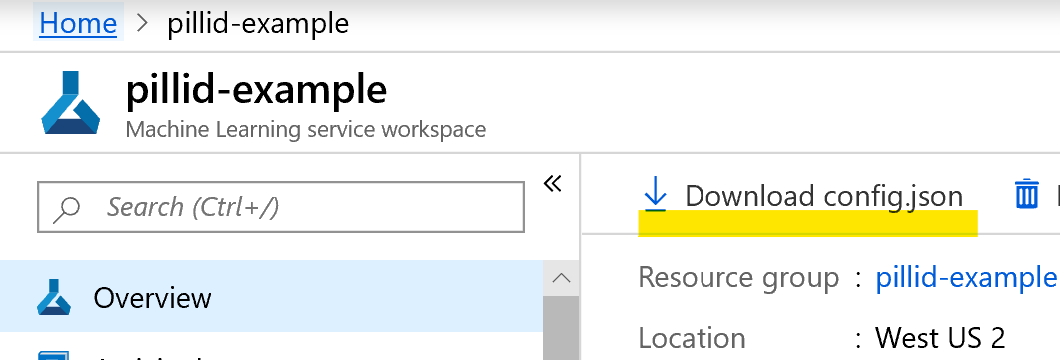 Home > pillid-example
pillid-example
Machine Learning service workspace
Search (Ctrl+/)
«
Download config.json
Overview
Resource group : pillid-example
Location : West US 2